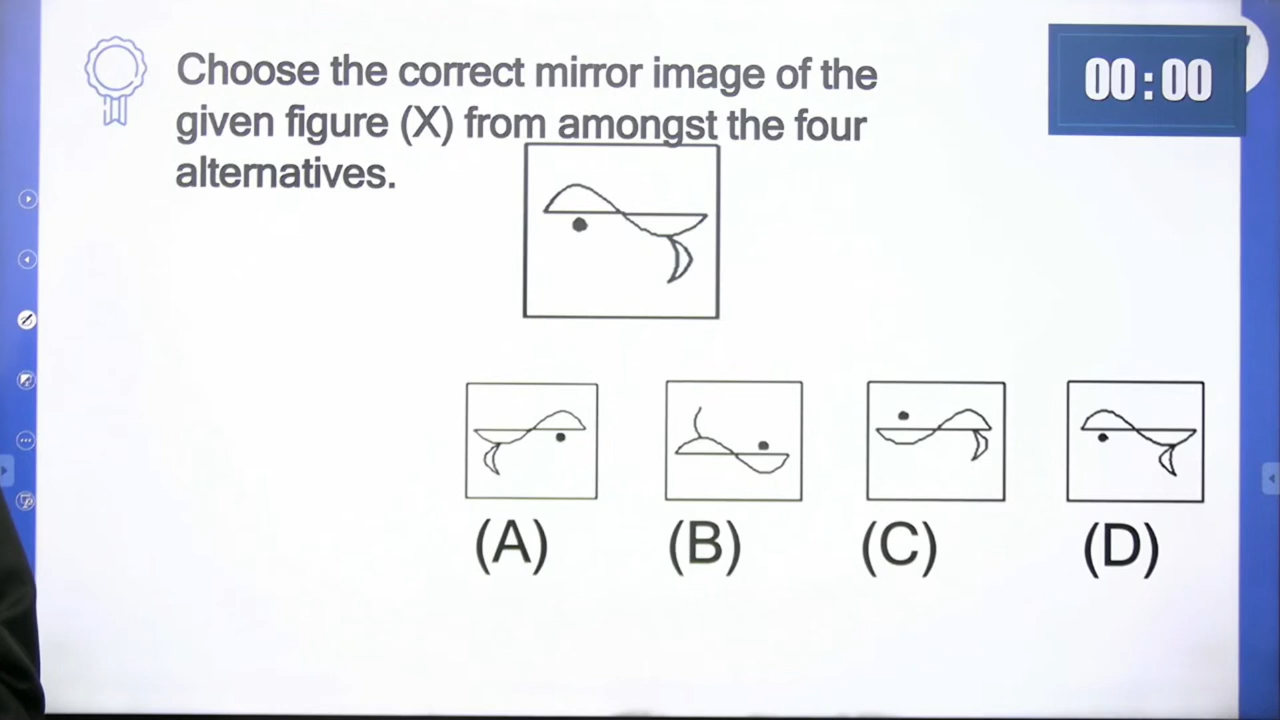 Choose the correct mirror image of the
given figure (X) from amongst the four
alternatives.
00:00
(A) (B) (C) (D)